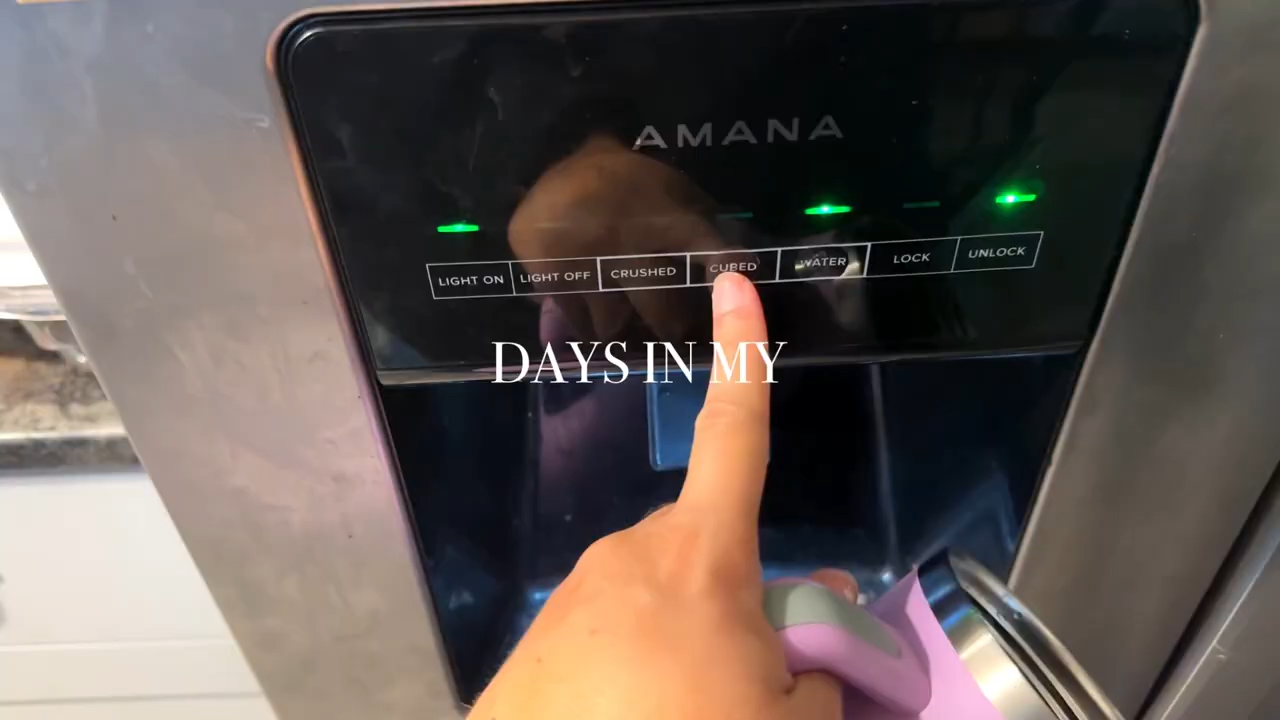 AMANA
LIGHT ON LIGHT OFF CRUSHED CUBED WATER LOCK UNLOCK
DAYS IN MY